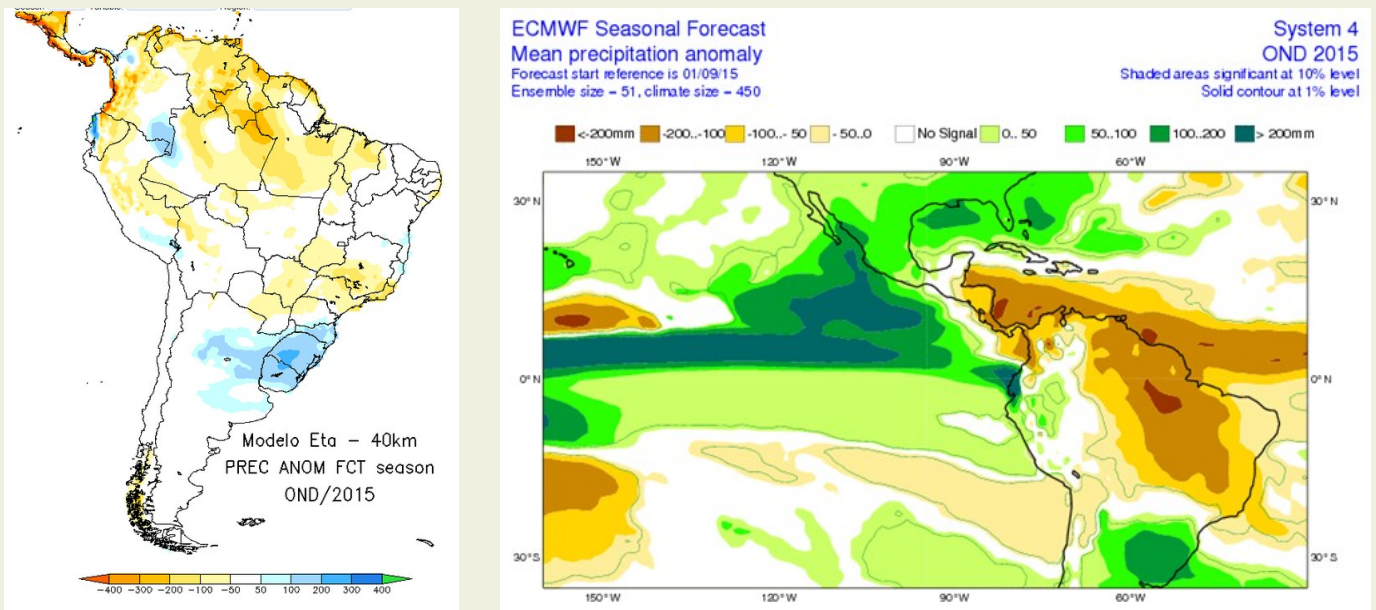 Modelo Eta – 40km
PREC ANOM FCT season
OND/2015
−400 −300 −200 −100 −50 50 100 200 300 400
ECMWF Seasonal Forecast
Mean precipitation anomaly
Forecast start reference is 01/09/15
Ensemble size = 51, climate size = 450
System 4
OND 2015
Shaded areas significant at 10% level
Solid contour at 1% level
<-200mm -200..-100 -100..- 50 - 50..0 No Signal 0.. 50 50..100 100..200 > 200mm
150°W 120°W 90°W 60°W
30°N 30°N
0°N 0°N
30°S 30°S
150°W 120°W 90°W 60°W